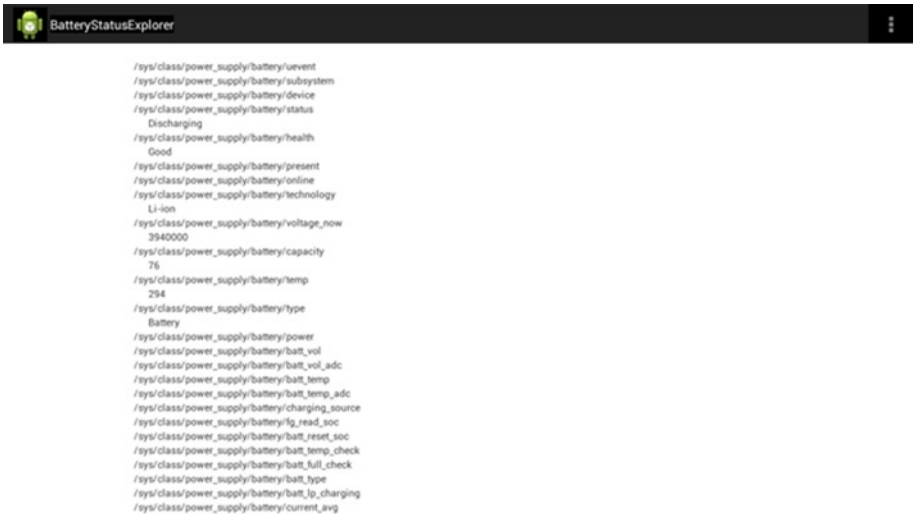 BatteryStatusExplorer
/sys/class/power_supply/battery/uevent
/sys/class/power_supply/battery/subsystem
/sys/class/power_supply/battery/device
/sys/class/power_supply/battery/status
Discharging
/sys/class/power_supply/battery/health
Good
/sys/class/power_supply/battery/present
/sys/class/power_supply/battery/online
/sys/class/power_supply/battery/technology
Li-ion
/sys/class/power_supply/battery/voltage_now
3940000
/sys/class/power_supply/battery/capacity
76
/sys/class/power_supply/battery/temp
294
/sys/class/power_supply/battery/type
Battery
/sys/class/power_supply/battery/power
/sys/class/power_supply/battery/batt_vol
/sys/class/power_supply/battery/batt_vol_adc
/sys/class/power_supply/battery/batt_temp
/sys/class/power_supply/battery/batt_temp_adc
/sys/class/power_supply/battery/charging_source
/sys/class/power_supply/battery/fg_read_soc
/sys/class/power_supply/battery/batt_reset_soc
/sys/class/power_supply/battery/batt_temp_check
/sys/class/power_supply/battery/batt_full_check
/sys/class/power_supply/battery/batt_type
/sys/class/power_supply/battery/batt_lp_charging
/sys/class/power_supply/battery/current_avg